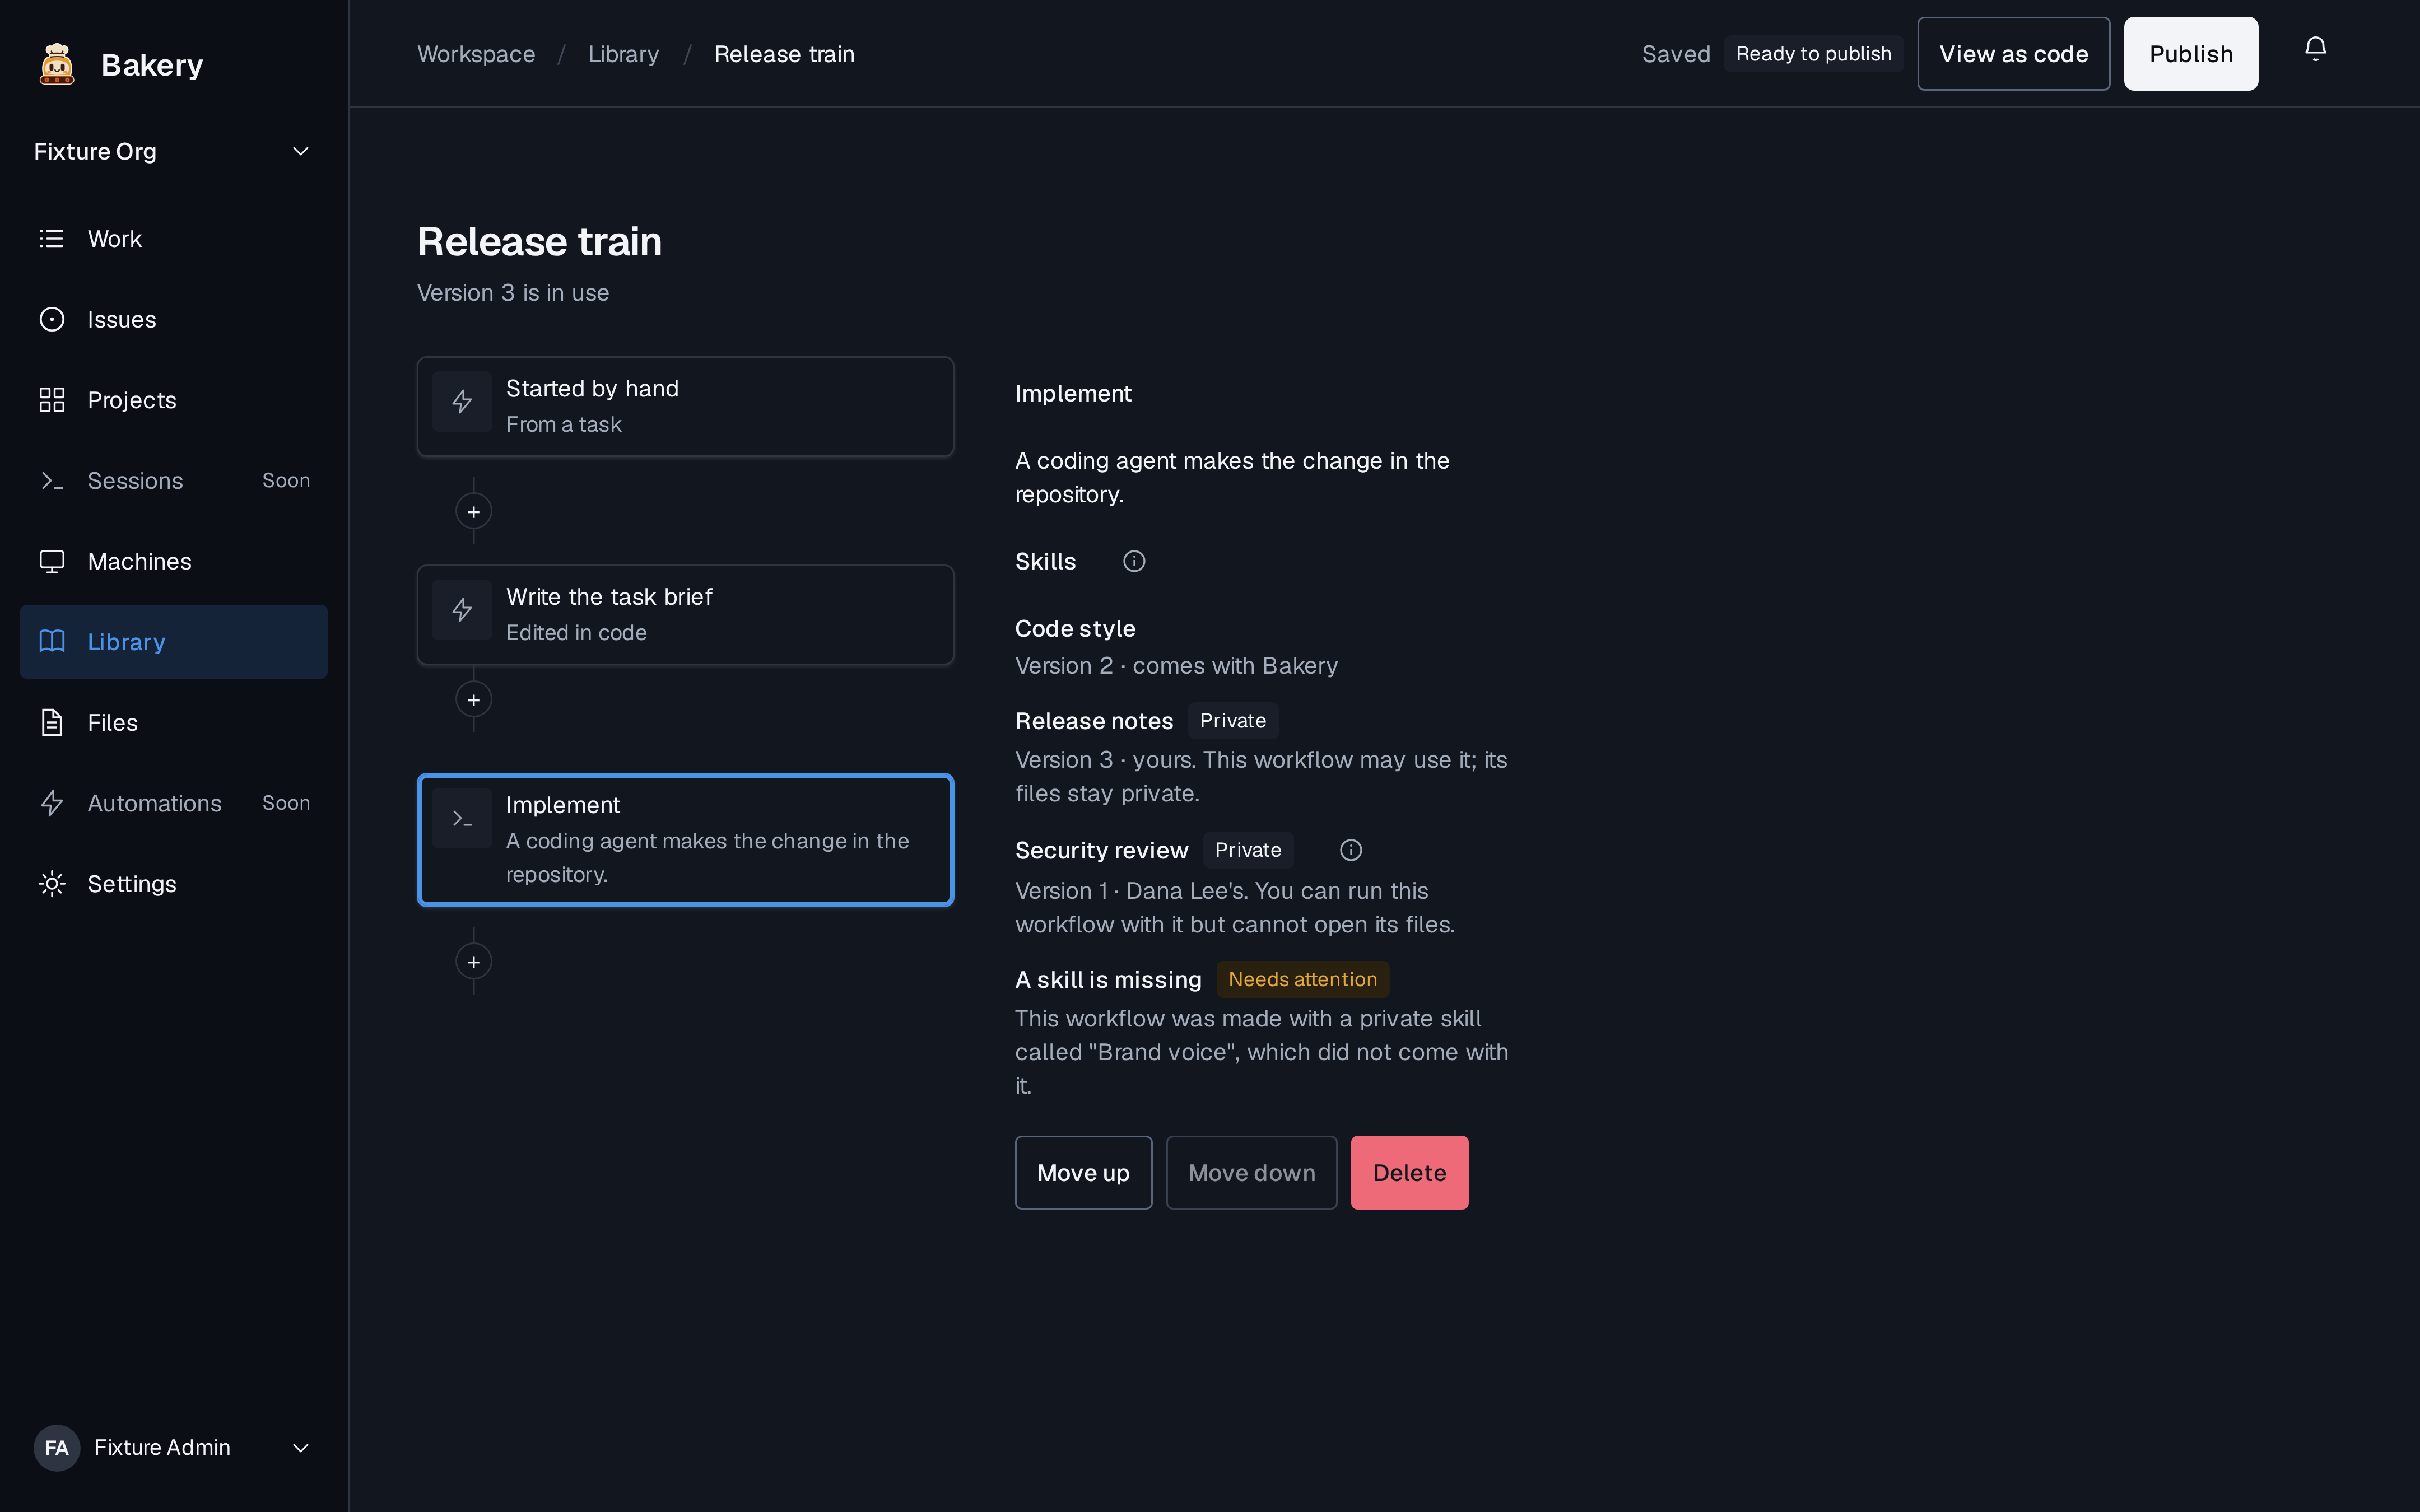 Bakery
Fixture Org
Work
Issues
Projects
Sessions Soon
Machines
Library
Files
Automations Soon
Settings
FA Fixture Admin
Workspace / Library / Release train
Saved Ready to publish View as code Publish
Release train
Version 3 is in use
Started by hand
From a task
+
Write the task brief
Edited in code
+
Implement
A coding agent makes the change in the
repository.
+
Implement
A coding agent makes the change in the
repository.
Skills
Code style
Version 2 · comes with Bakery
Release notes Private
Version 3 · yours. This workflow may use it; its
files stay private.
Security review Private
Version 1 · Dana Lee's. You can run this
workflow with it but cannot open its files.
A skill is missing Needs attention
This workflow was made with a private skill
called "Brand voice", which did not come with
it.
Move up Move down Delete